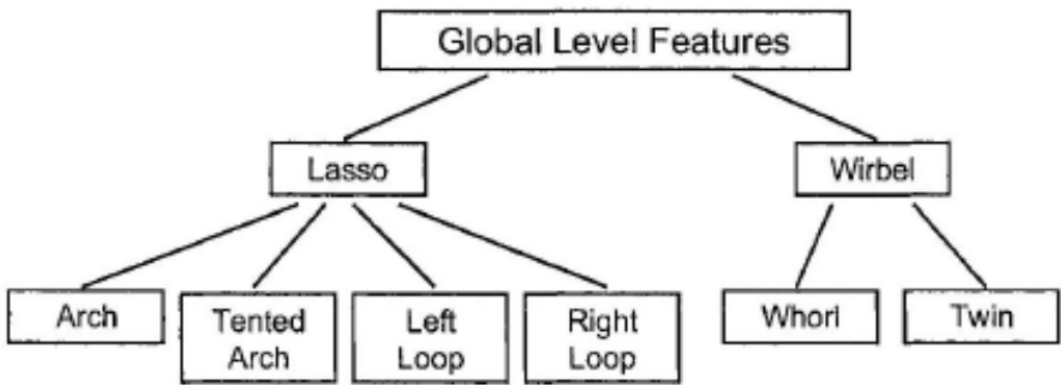 Global Level Features
Lasso
Wirbel
Arch
Tented
Arch
Left
Loop
Right
Loop
Whorl
Twin